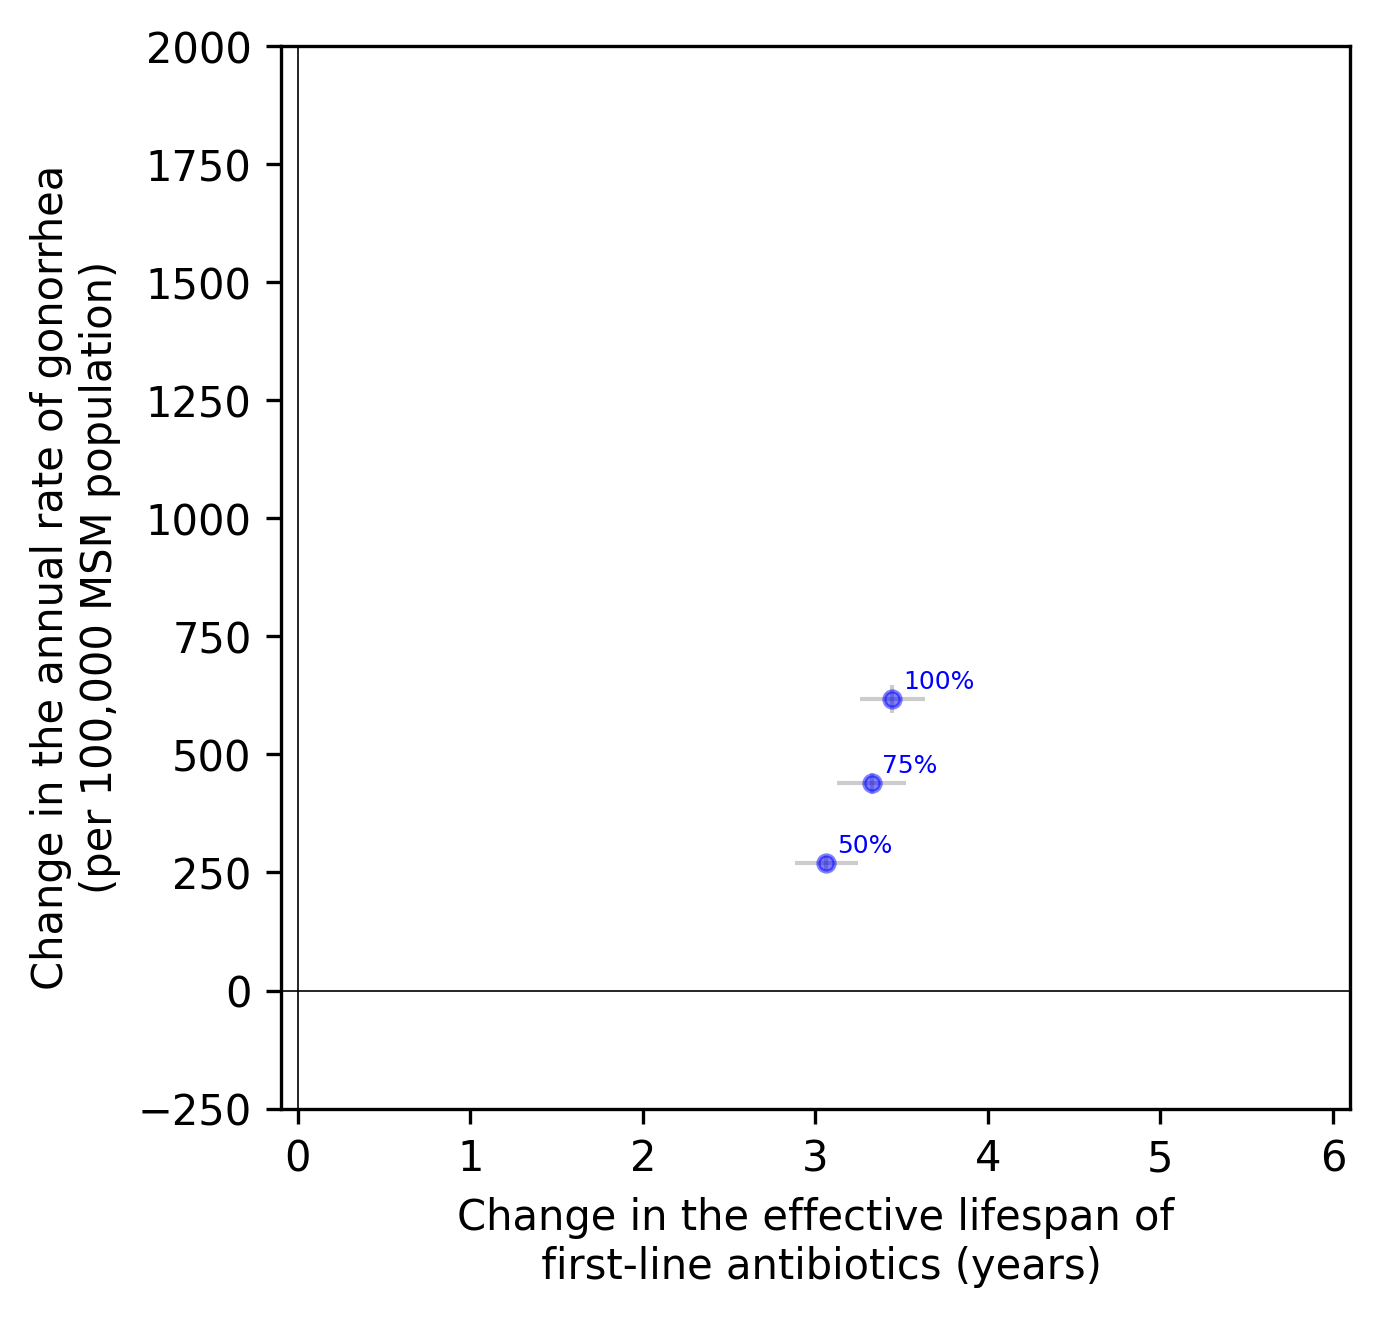 Change in the annual rate of gonorrhea
(per 100,000 MSM population)
2000
1750
1500
1250
1000
750
500
250
0
−250
100%
75%
50%
0 1 2 3 4 5 6
Change in the effective lifespan of
first-line antibiotics (years)